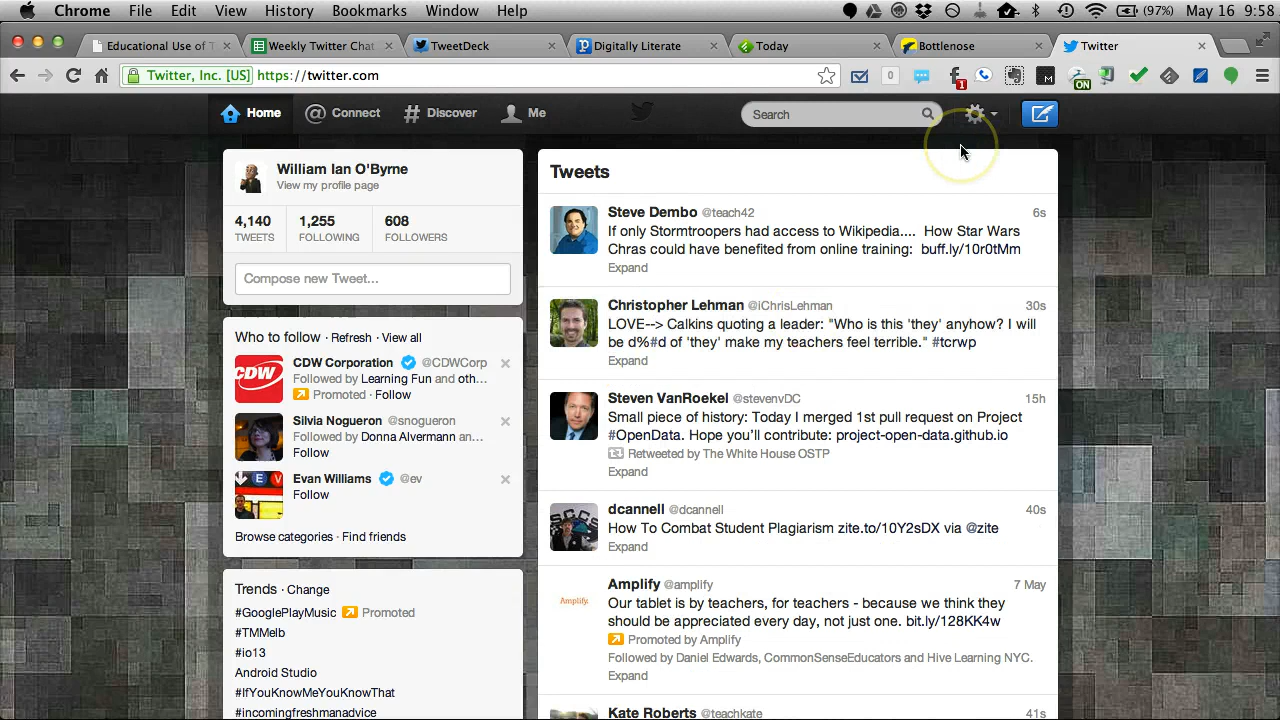 Chrome File Edit View History Bookmarks Window Help (97%) May 16 9:58
Educational Use of T
Weekly Twitter Chat
TweetDeck
Digitally Literate
Today
Bottlenose
Twitter
Twitter, Inc. [US] https://twitter.com
0
1
ON
Home
Connect
Discover
Me
Search
William Ian O'Byrne
View my profile page
4,140 1,255 608
TWEETS FOLLOWING FOLLOWERS
Compose new Tweet...
Who to follow · Refresh · View all
CDW Corporation @CDWCorp
Followed by Learning Fun and oth...
Promoted · Follow
CDW
Silvia Nogueron @snogueron
Followed by Donna Alvermann an...
Follow
Evan Williams @ev
Follow
Browse categories · Find friends
Trends · Change
#GooglePlayMusic Promoted
#TMMelb
#io13
Android Studio
#IfYouKnowMeYouKnowThat
#incomingfreshmanadvice
Tweets
Steve Dembo @teach42 6s
If only Stormtroopers had access to Wikipedia.... How Star Wars
Chras could have benefited from online training: buff.ly/10r0tMm
Expand
Christopher Lehman @iChrisLehman 30s
LOVE--> Calkins quoting a leader: "Who is this 'they' anyhow? I will
be d%#d of 'they' make my teachers feel terrible." #tcrwp
Expand
Steven VanRoekel @stevenvDC 15h
Small piece of history: Today I merged 1st pull request on Project
#OpenData. Hope you'll contribute: project-open-data.github.io
Retweeted by The White House OSTP
Expand
dcannell @dcannell 40s
How To Combat Student Plagiarism zite.to/10Y2sDX via @zite
Expand
Amplify @amplify 7 May
Amplify.
Our tablet is by teachers, for teachers - because we think they
should be appreciated every day, not just one. bit.ly/128KK4w
Promoted by Amplify
Followed by Daniel Edwards, CommonSenseEducators and Hive Learning NYC.
Expand
Kate Roberts @teachkate 41s